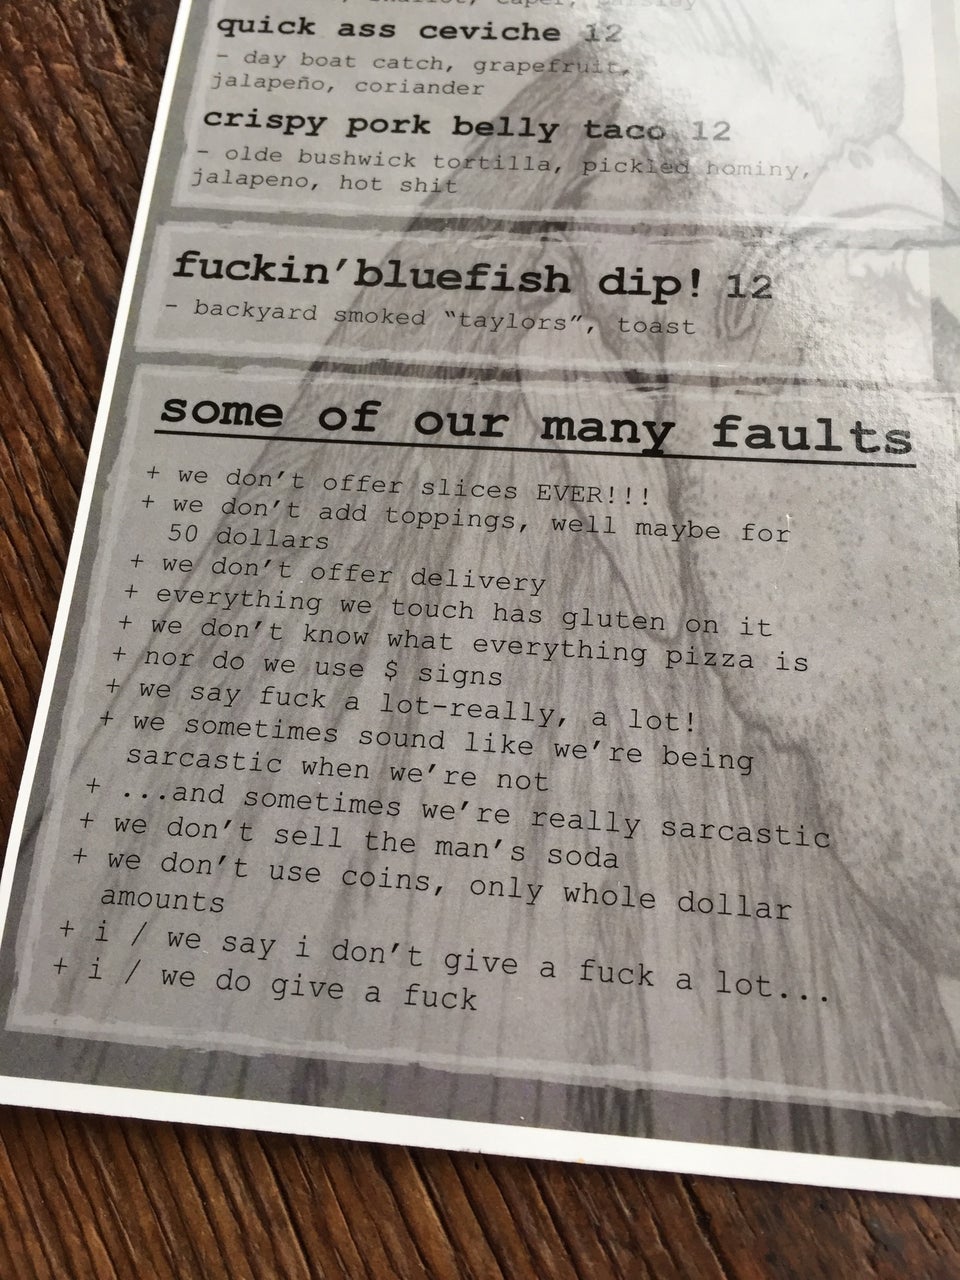 caper, parsley
quick ass ceviche 12
- day boat catch, grapefruit,
jalapeño, coriander
crispy pork belly taco 12
- olde bushwick tortilla, pickled hominy,
jalapeno, hot shit
fuckin'bluefish dip! 12
- backyard smoked "taylors", toast
some of our many faults
+ we don't offer slices EVER!!!
+ we don't add toppings, well maybe for
50 dollars
+ we don't offer delivery
+ everything we touch has gluten on it
+ we don't know what everything pizza is
+ nor do we use $ signs
+ we say fuck a lot-really, a lot!
+ we sometimes sound like we're being
sarcastic when we're not
+ ...and sometimes we're really sarcastic
+ we don't sell the man's soda
+ we don't use coins, only whole dollar
amounts
+ i / we say i don't give a fuck a lot...
+ i / we do give a fuck